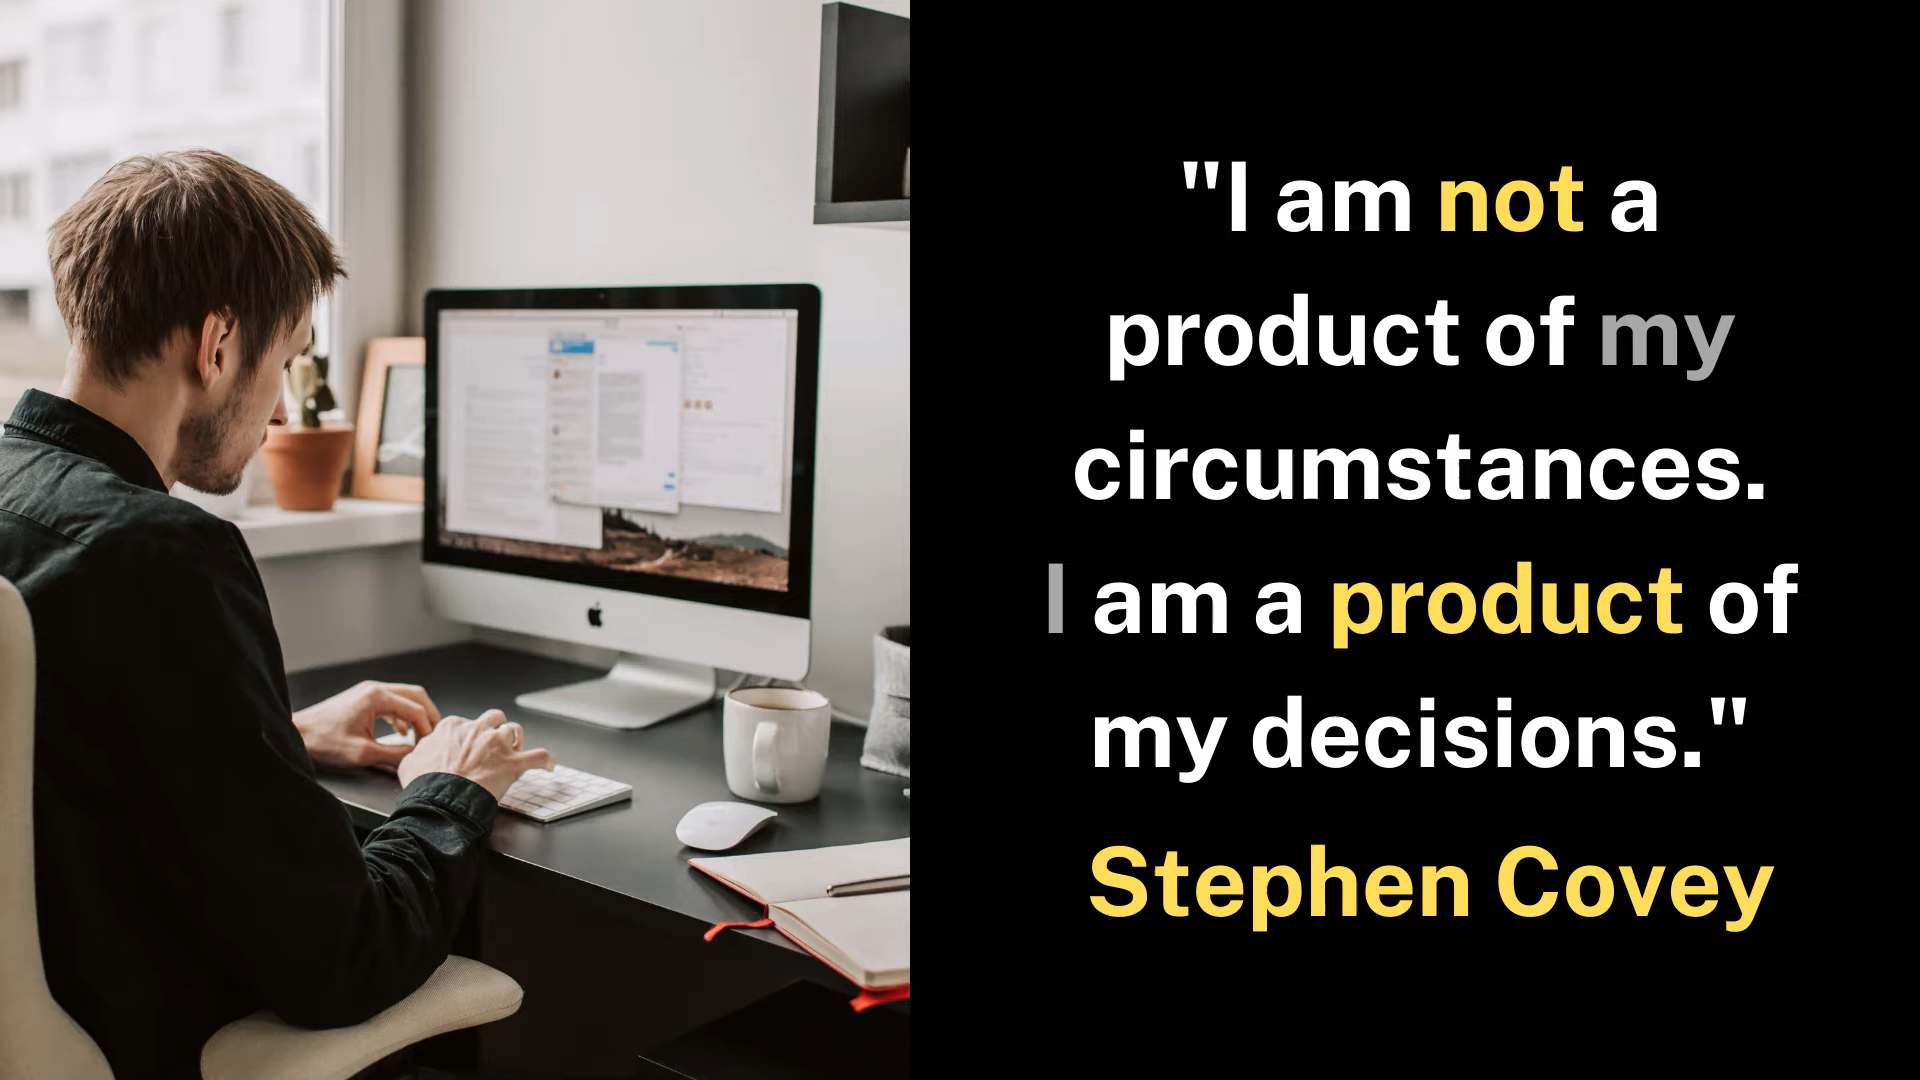 "I am not a
product of my
circumstances.
I am a product of
my decisions."
Stephen Covey